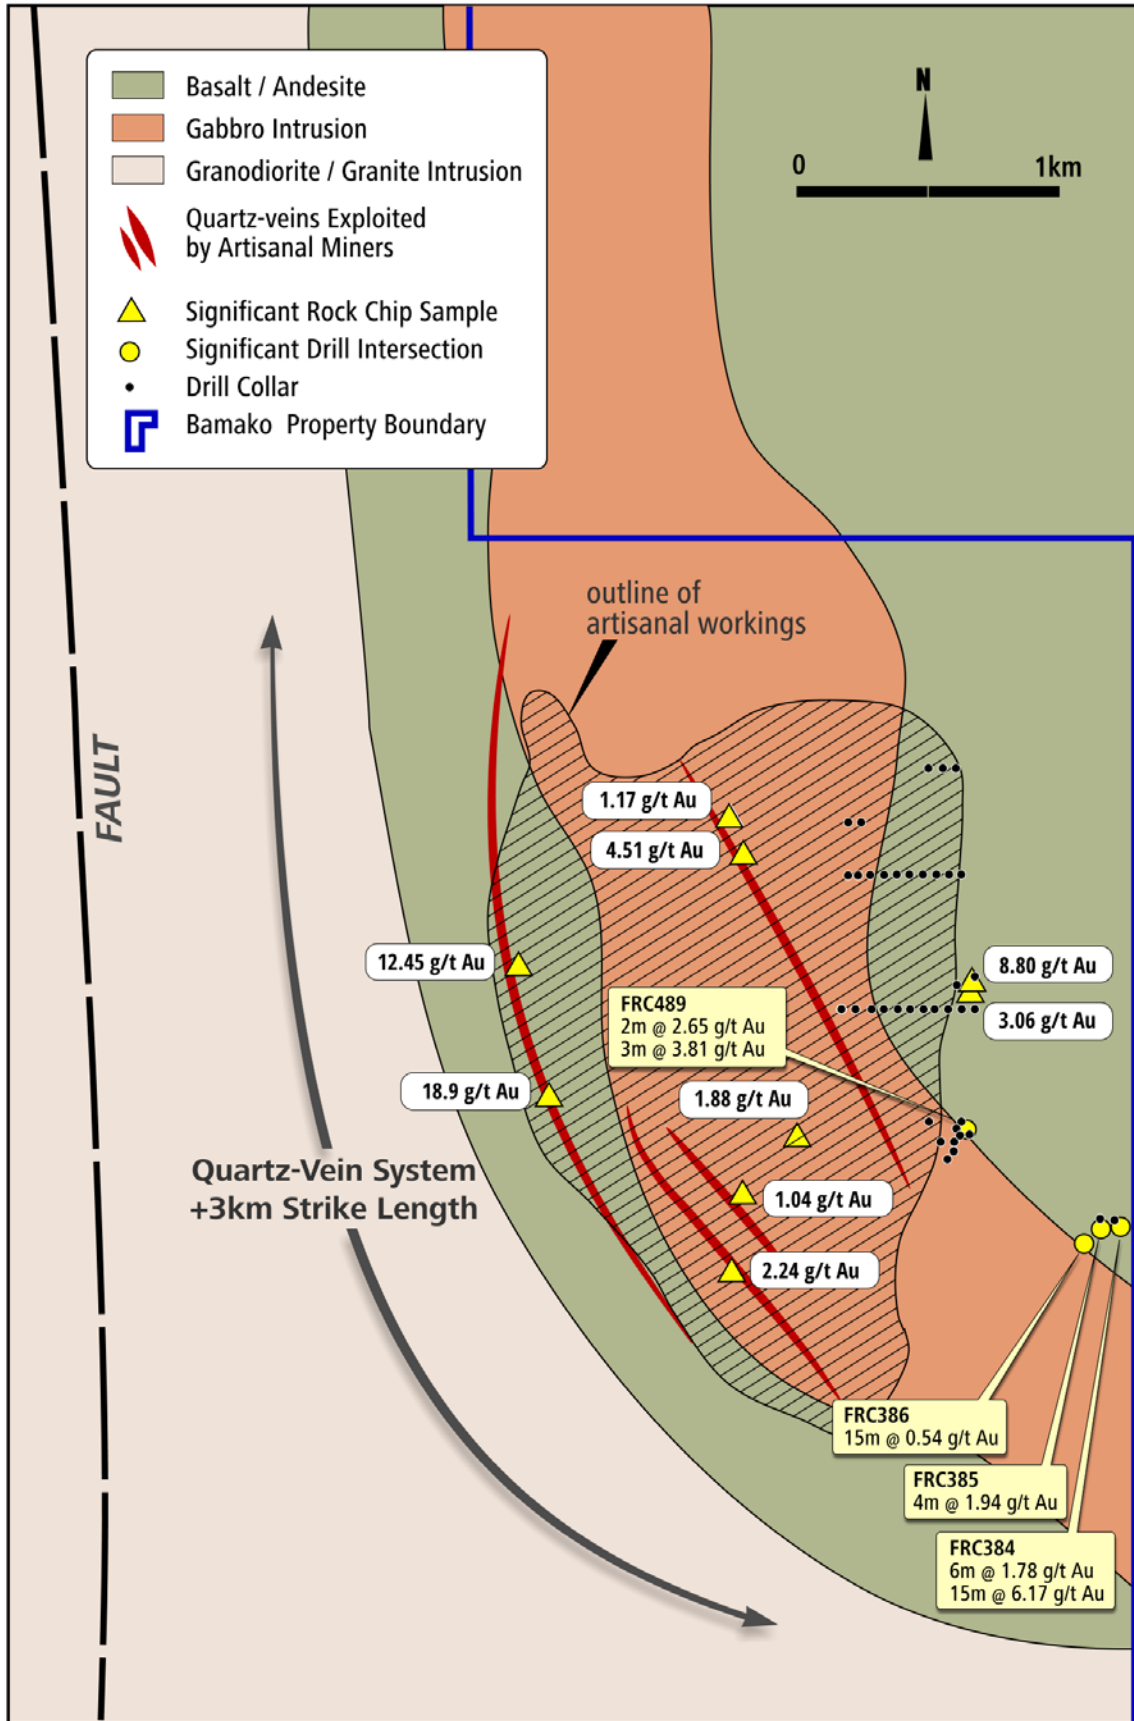 Basalt / Andesite
Gabbro Intrusion
Granodiorite / Granite Intrusion
Quartz-veins Exploited
by Artisanal Miners
Significant Rock Chip Sample
Significant Drill Intersection
Drill Collar
Bamako Property Boundary
N
0 1km
outline of
artisanal workings
FAULT
1.17 g/t Au
4.51 g/t Au
12.45 g/t Au
8.80 g/t Au
FRC489
2m @ 2.65 g/t Au
3m @ 3.81 g/t Au
3.06 g/t Au
18.9 g/t Au
1.88 g/t Au
Quartz-Vein System
+3km Strike Length
1.04 g/t Au
2.24 g/t Au
FRC386
15m @ 0.54 g/t Au
FRC385
4m @ 1.94 g/t Au
FRC384
6m @ 1.78 g/t Au
15m @ 6.17 g/t Au